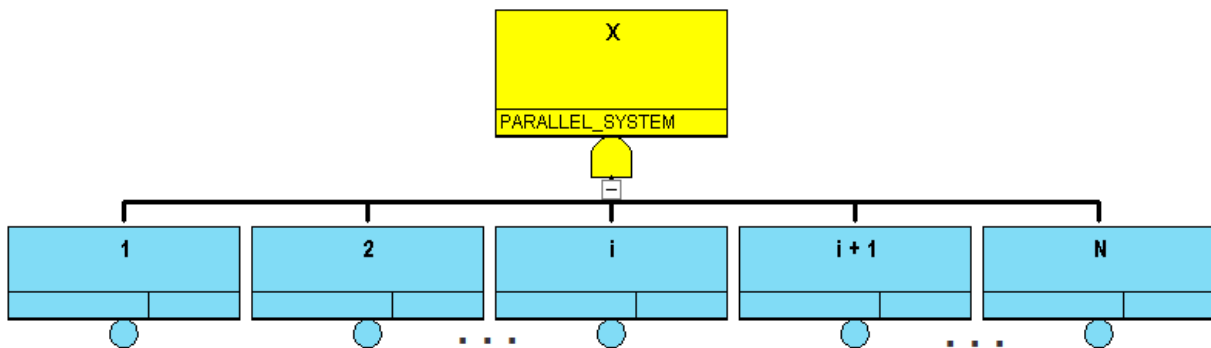 X
PARALLEL_SYSTEM
1 2 i i + 1 N
. . . . . .